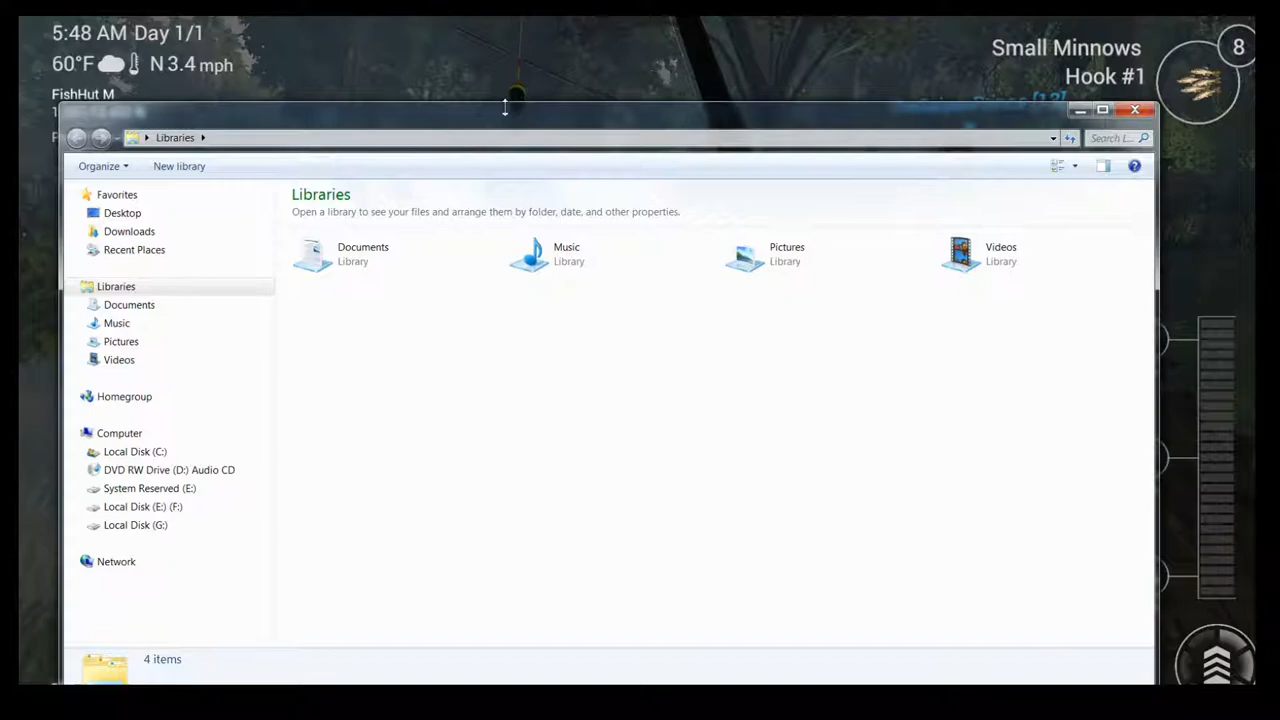 5:48 AM Day 1/1
60°F N 3.4 mph
Small Minnows
Hook #1
8
FishHut M
Libraries
Search L...
Organize
New library
Favorites
Desktop
Downloads
Recent Places
Libraries
Documents
Music
Pictures
Videos
Homegroup
Computer
Local Disk (C:)
DVD RW Drive (D:) Audio CD
System Reserved (E:)
Local Disk (E:) (F:)
Local Disk (G:)
Network
Libraries
Open a library to see your files and arrange them by folder, date, and other properties.
Documents
Library
Music
Library
Pictures
Library
Videos
Library
4 items